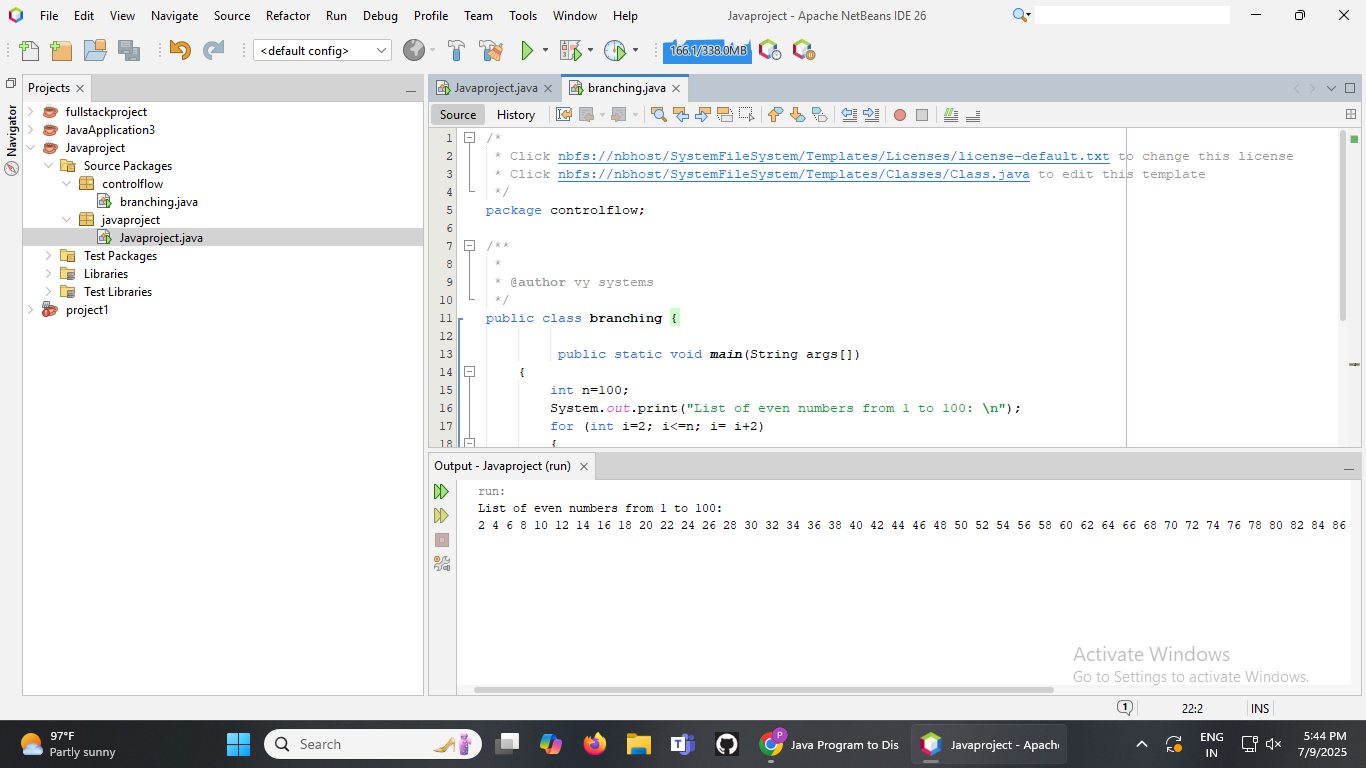 File Edit View Navigate Source Refactor Run Debug Profile Team Tools Window Help
Javaproject - Apache NetBeans IDE 26
<default config>
166.1/338.0MB
Navigator
Projects
fullstackproject
JavaApplication3
Javaproject
Source Packages
controlflow
branching.java
javaproject
Javaproject.java
Test Packages
Libraries
Test Libraries
project1
Javaproject.java branching.java
Source History
1 /*
2 * Click nbfs://nbhost/SystemFileSystem/Templates/Licenses/license-default.txt to change this license
3 * Click nbfs://nbhost/SystemFileSystem/Templates/Classes/Class.java to edit this template
4 */
5 package controlflow;
6
7 /**
8 *
9 * @author vy systems
10 */
11 public class branching {
12
13 public static void main(String args[])
14 {
15 int n=100;
16 System.out.print("List of even numbers from 1 to 100: \n");
17 for (int i=2; i<=n; i= i+2)
18 {
Output - Javaproject (run)
run:
List of even numbers from 1 to 100:
2 4 6 8 10 12 14 16 18 20 22 24 26 28 30 32 34 36 38 40 42 44 46 48 50 52 54 56 58 60 62 64 66 68 70 72 74 76 78 80 82 84 86
Activate Windows
Go to Settings to activate Windows.
1 22:2 INS
97°F
Partly sunny
Search
P
Java Program to Dis
Javaproject - Apache
ENG
IN
5:44 PM
7/9/2025